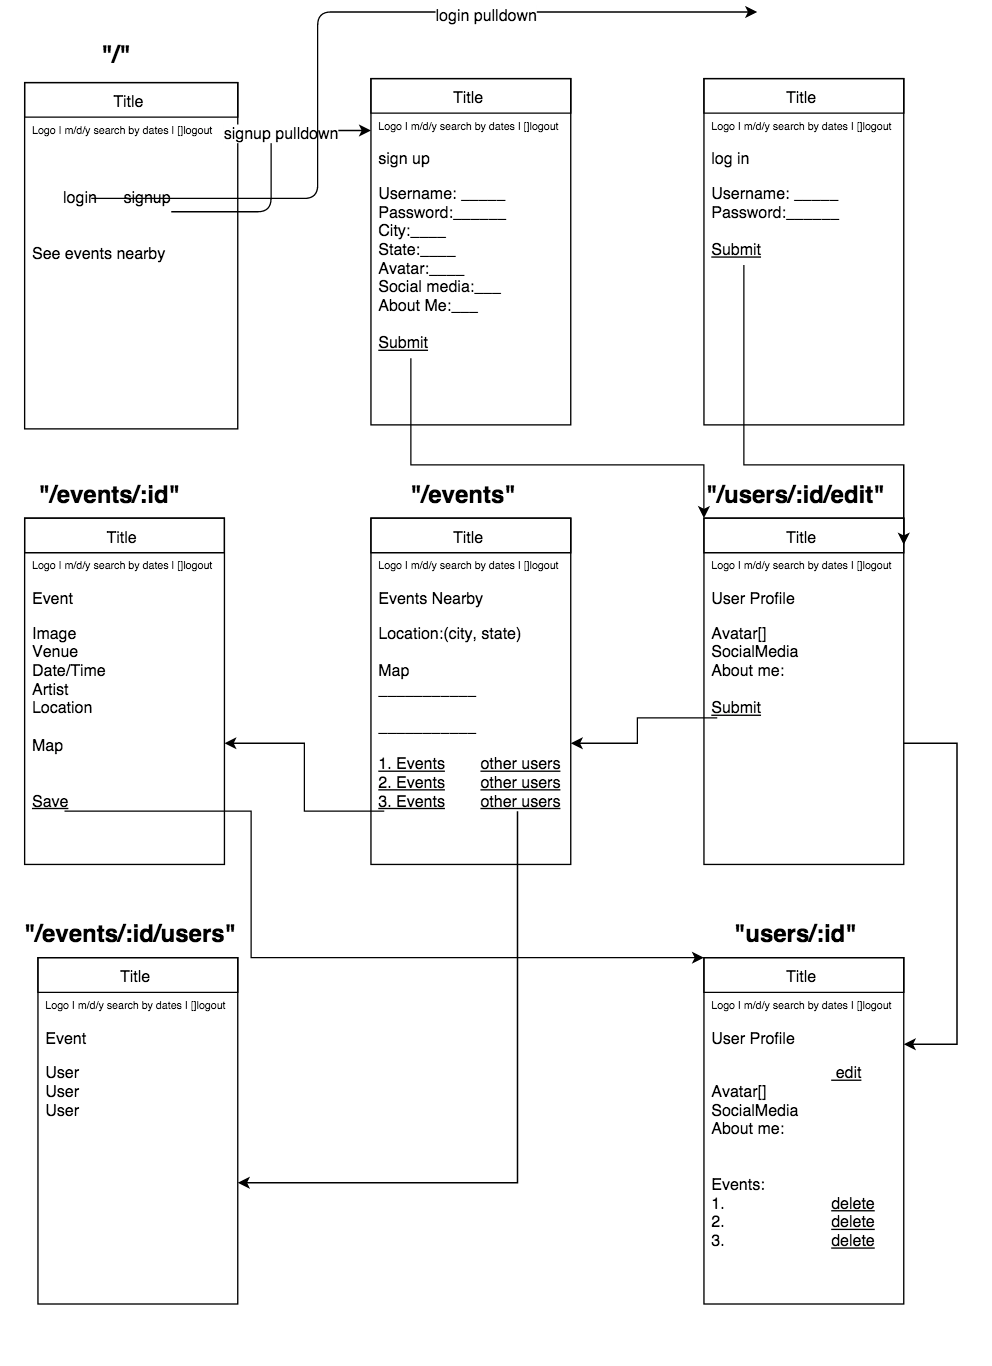 login pulldown
"/"
Title
Logo | m/d/y search by dates | []logout
signup pulldown
login signup
See events nearby
Title
Logo | m/d/y search by dates | []logout
sign up
Username: _____
Password:______
City:____
State:____
Avatar:____
Social media:___
About Me:___
Submit
Title
Logo | m/d/y search by dates | []logout
log in
Username: _____
Password:______
Submit
"/events/:id"
Title
Logo | m/d/y search by dates | []logout
Event
Image
Venue
Date/Time
Artist
Location
Map
Save
"/events"
Title
Logo | m/d/y search by dates | []logout
Events Nearby
Location:(city, state)
Map
___________
___________
1. Events other users
2. Events other users
3. Events other users
"/users/:id/edit"
Title
Logo | m/d/y search by dates | []logout
User Profile
Avatar[]
SocialMedia
About me:
Submit
"/events/:id/users"
Title
Logo | m/d/y search by dates | []logout
Event
User
User
User
"users/:id"
Title
Logo | m/d/y search by dates | []logout
User Profile
edit
Avatar[]
SocialMedia
About me:
Events:
1. delete
2. delete
3. delete